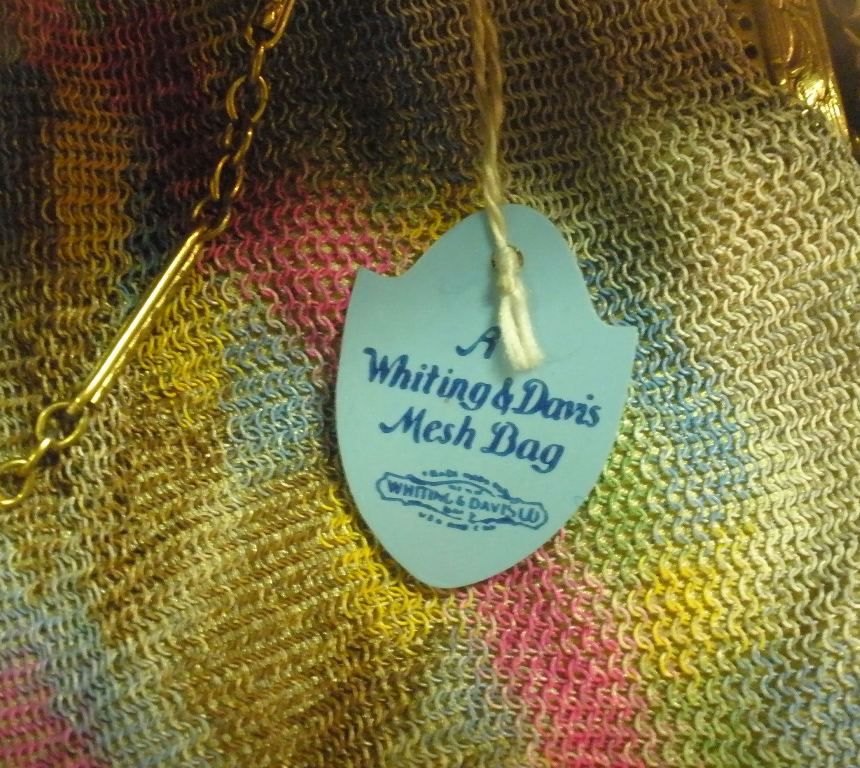 A
Whiting & Davis
Mesh Bag
WHITING & DAVIS CO